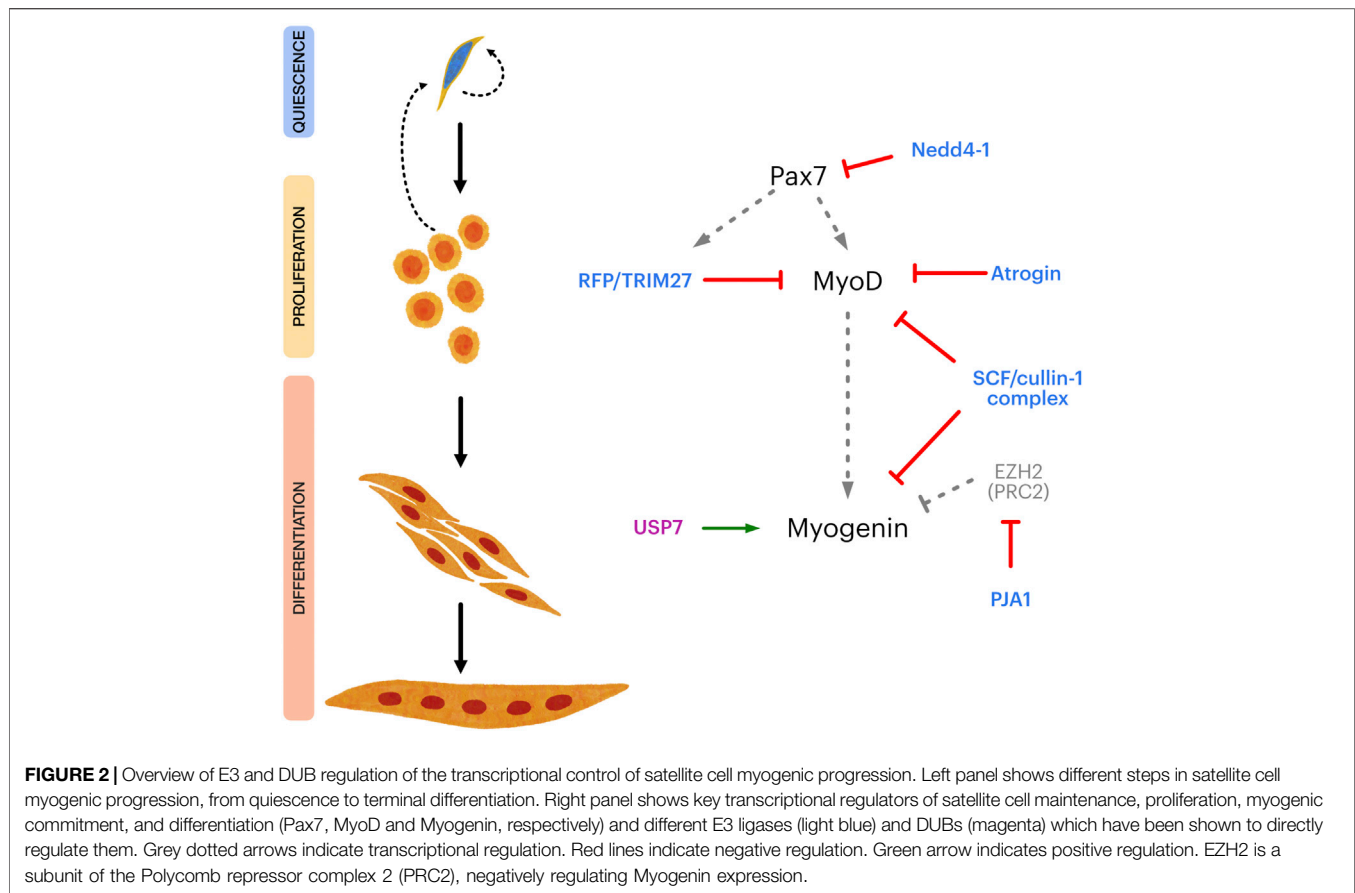 QUIESCENCE
PROLIFERATION
DIFFERENTIATION
Nedd4-1
Pax7
RFP/TRIM27
MyoD
Atrogin
SCF/cullin-1
complex
EZH2
(PRC2)
USP7
Myogenin
PJA1
FIGURE 2 | Overview of E3 and DUB regulation of the transcriptional control of satellite cell myogenic progression. Left panel shows different steps in satellite cell
myogenic progression, from quiescence to terminal differentiation. Right panel shows key transcriptional regulators of satellite cell maintenance, proliferation, myogenic
commitment, and differentiation (Pax7, MyoD and Myogenin, respectively) and different E3 ligases (light blue) and DUBs (magenta) which have been shown to directly
regulate them. Grey dotted arrows indicate transcriptional regulation. Red lines indicate negative regulation. Green arrow indicates positive regulation. EZH2 is a
subunit of the Polycomb repressor complex 2 (PRC2), negatively regulating Myogenin expression.